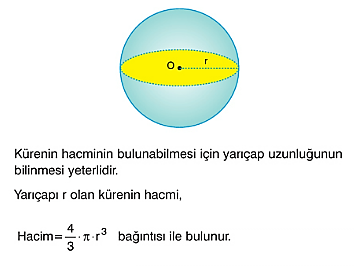 O r
Kürenin hacminin bulunabilmesi için yarıçap uzunluğunun
bilinmesi yeterlidir.
Yarıçapı r olan kürenin hacmi,
Hacim=4/3·π·r³ bağıntısı ile bulunur.